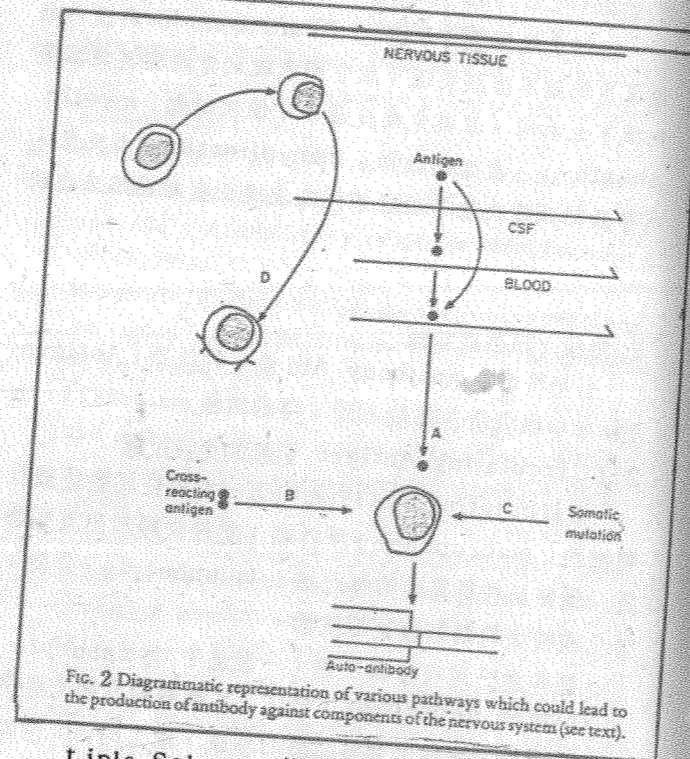 NERVOUS TISSUE
Antigen
CSF
BLOOD
D
A
Cross-
reacting
antigen
B
C
Somatic
mutation
Auto-antibody
FIG. 2 Diagrammatic representation of various pathways which could lead to
the production of antibody against components of the nervous system (see text).